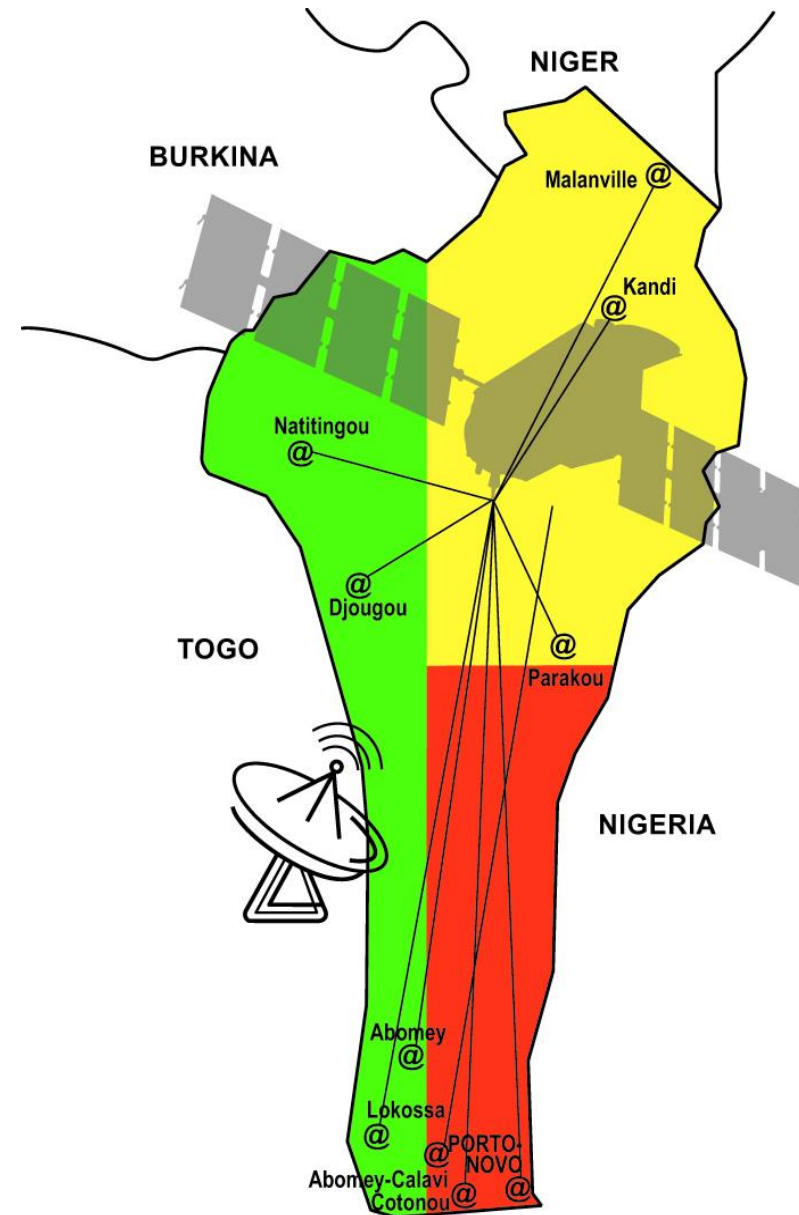 NIGER
BURKINA
Malanville @
Kandi
@
Natitingou
@
@
Djougou
TOGO
@
Parakou
NIGERIA
Abomey
@
Lokossa
@
@ PORTO-
NOVO
Abomey-Calavi
Cotonou @ @